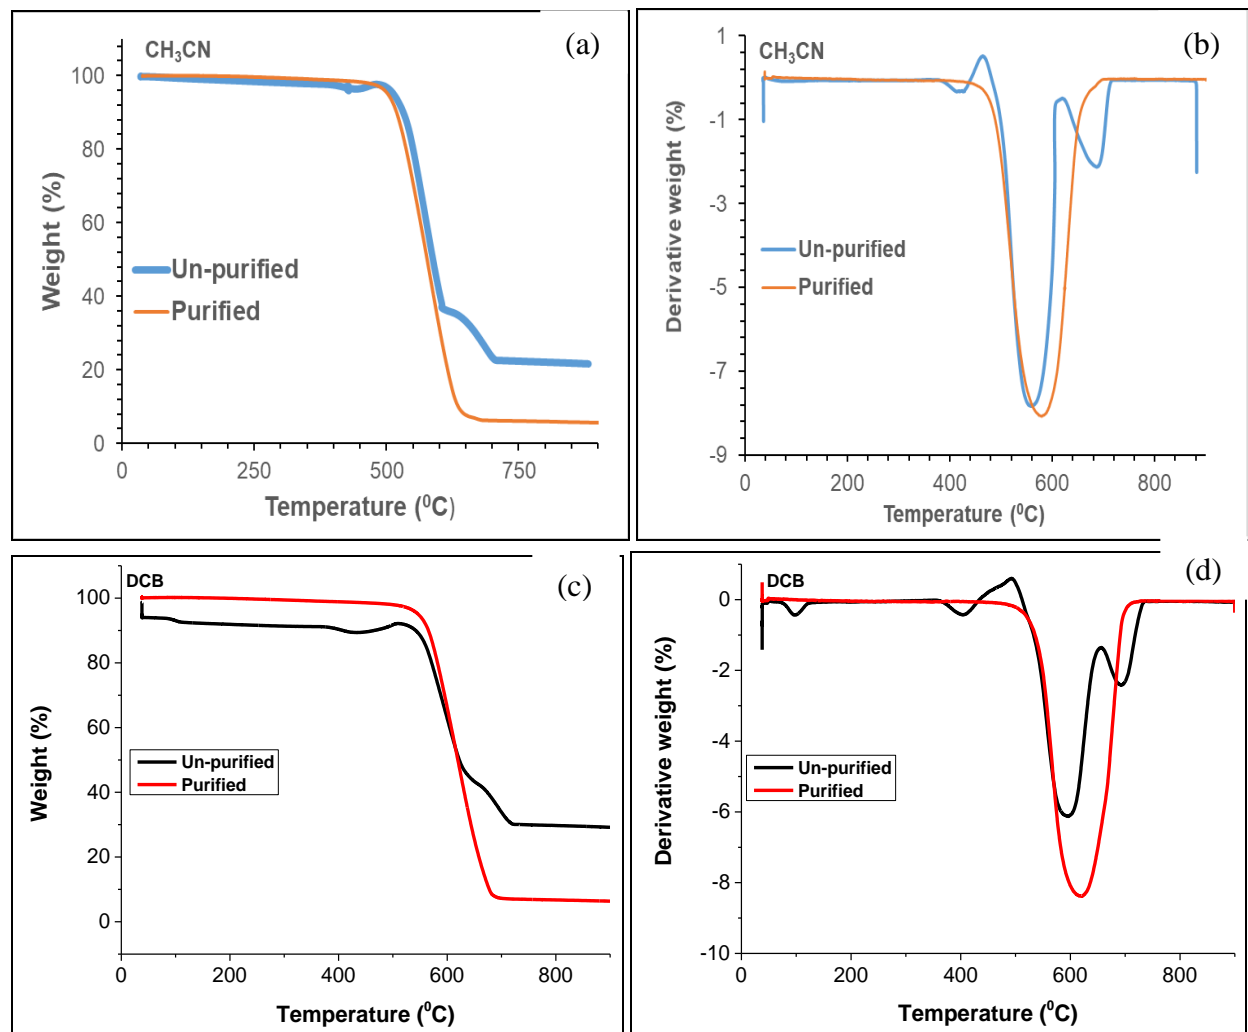 (a)
CH₃CN
Weight (%)
100
80
60
40
20
0
Un-purified
Purified
0
250
500
750
Temperature (⁰C)
(b)
CH₃CN
Derivative weight (%)
1
-1
-3
-5
-7
-9
Un-purified
Purified
0
200
400
600
800
Temperature (⁰C)
(c)
DCB
Weight (%)
100
80
60
40
20
0
Un-purified
Purified
0
200
400
600
800
Temperature (⁰C)
(d)
DCB
Derivative weight (%)
0
-2
-4
-6
-8
-10
Un-purified
Purified
0
200
400
600
800
Temperature (⁰C)